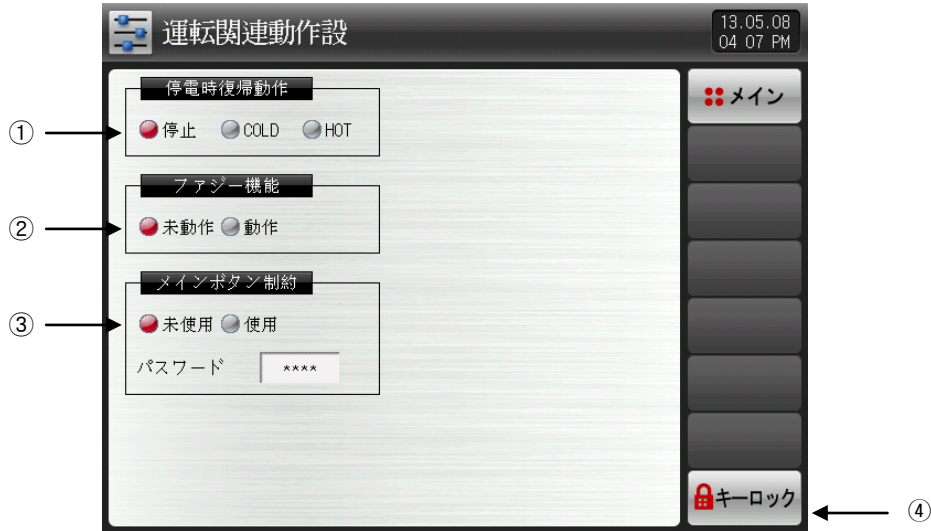 運転関連動作設
13.05.08
04 07 PM
メイン
停電時復帰動作
① 停止 COLD HOT
ファジー機能
② 未動作 動作
メインボタン制約
③ 未使用 使用
パスワード ****
キーロック ④